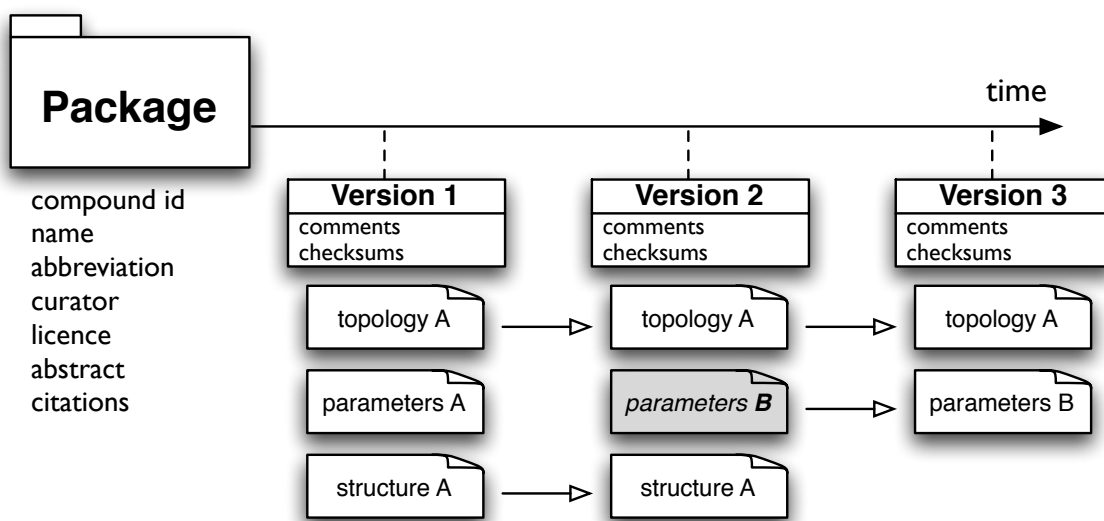 Package
time
compound id
name
abbreviation
curator
licence
abstract
citations
Version 1
comments
checksums
topology A
parameters A
structure A
Version 2
comments
checksums
topology A
parameters B
structure A
Version 3
comments
checksums
topology A
parameters B